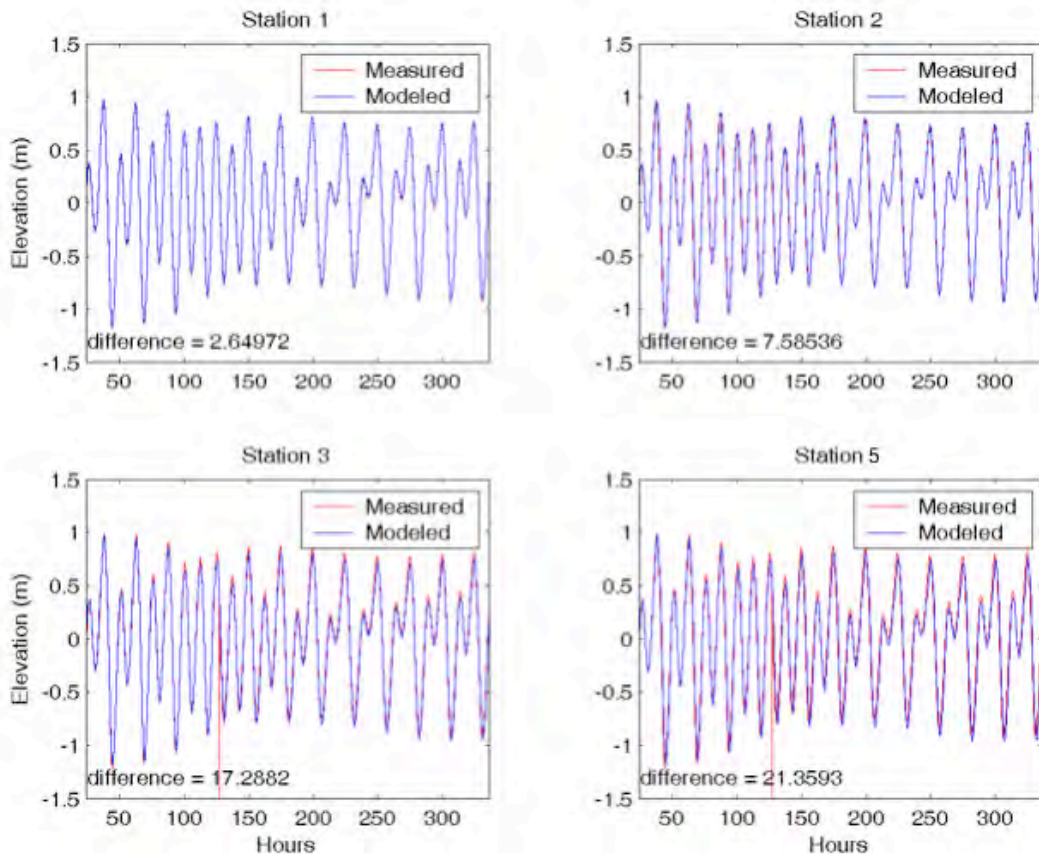 Station 1
1.5
1
0.5
0
-0.5
-1
-1.5
Elevation (m)
Measured
Modeled
difference = 2.64972
50 100 150 200 250 300
Station 2
1.5
1
0.5
0
-0.5
-1
-1.5
Measured
Modeled
difference = 7.58536
50 100 150 200 250 300
Station 3
1.5
1
0.5
0
-0.5
-1
-1.5
Elevation (m)
Measured
Modeled
difference = 17.2882
50 100 150 200 250 300
Hours
Station 5
1.5
1
0.5
0
-0.5
-1
-1.5
Measured
Modeled
difference = 21.3593
50 100 150 200 250 300
Hours